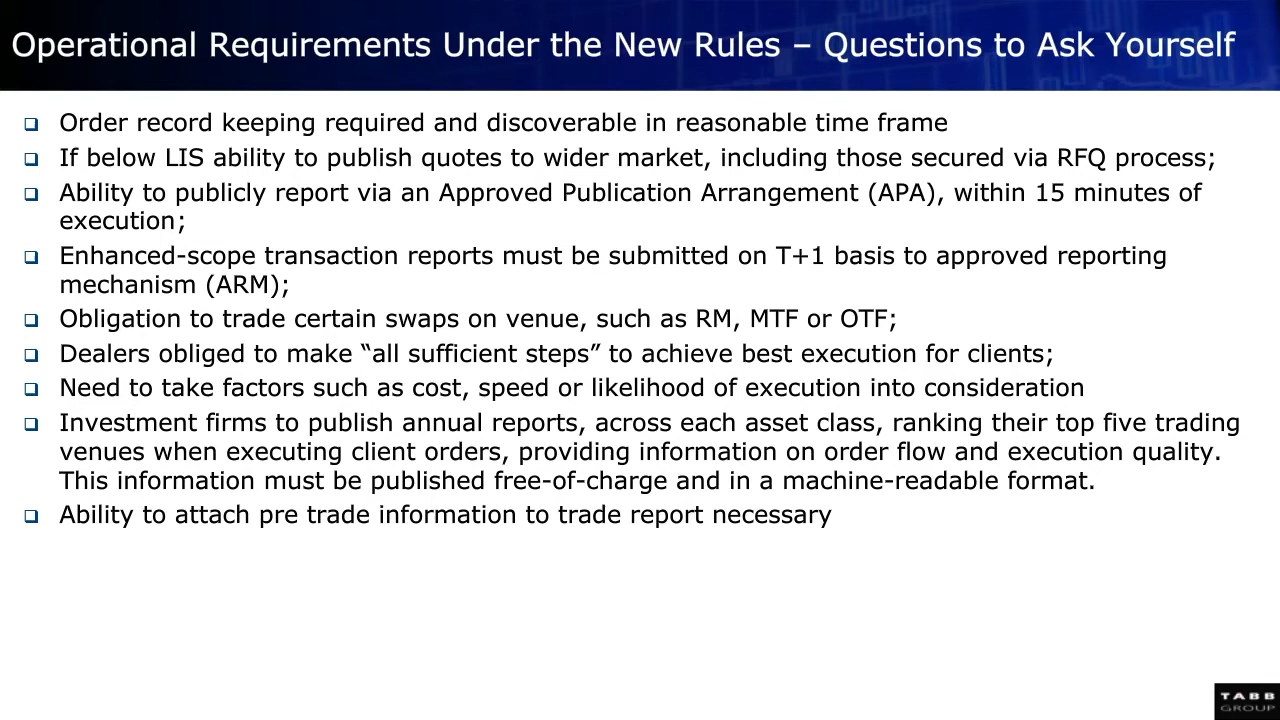 Operational Requirements Under the New Rules – Questions to Ask Yourself
Order record keeping required and discoverable in reasonable time frame
If below LIS ability to publish quotes to wider market, including those secured via RFQ process;
Ability to publicly report via an Approved Publication Arrangement (APA), within 15 minutes of
execution;
Enhanced-scope transaction reports must be submitted on T+1 basis to approved reporting
mechanism (ARM);
Obligation to trade certain swaps on venue, such as RM, MTF or OTF;
Dealers obliged to make “all sufficient steps” to achieve best execution for clients;
Need to take factors such as cost, speed or likelihood of execution into consideration
Investment firms to publish annual reports, across each asset class, ranking their top five trading
venues when executing client orders, providing information on order flow and execution quality.
This information must be published free-of-charge and in a machine-readable format.
Ability to attach pre trade information to trade report necessary
TABB
GROUP